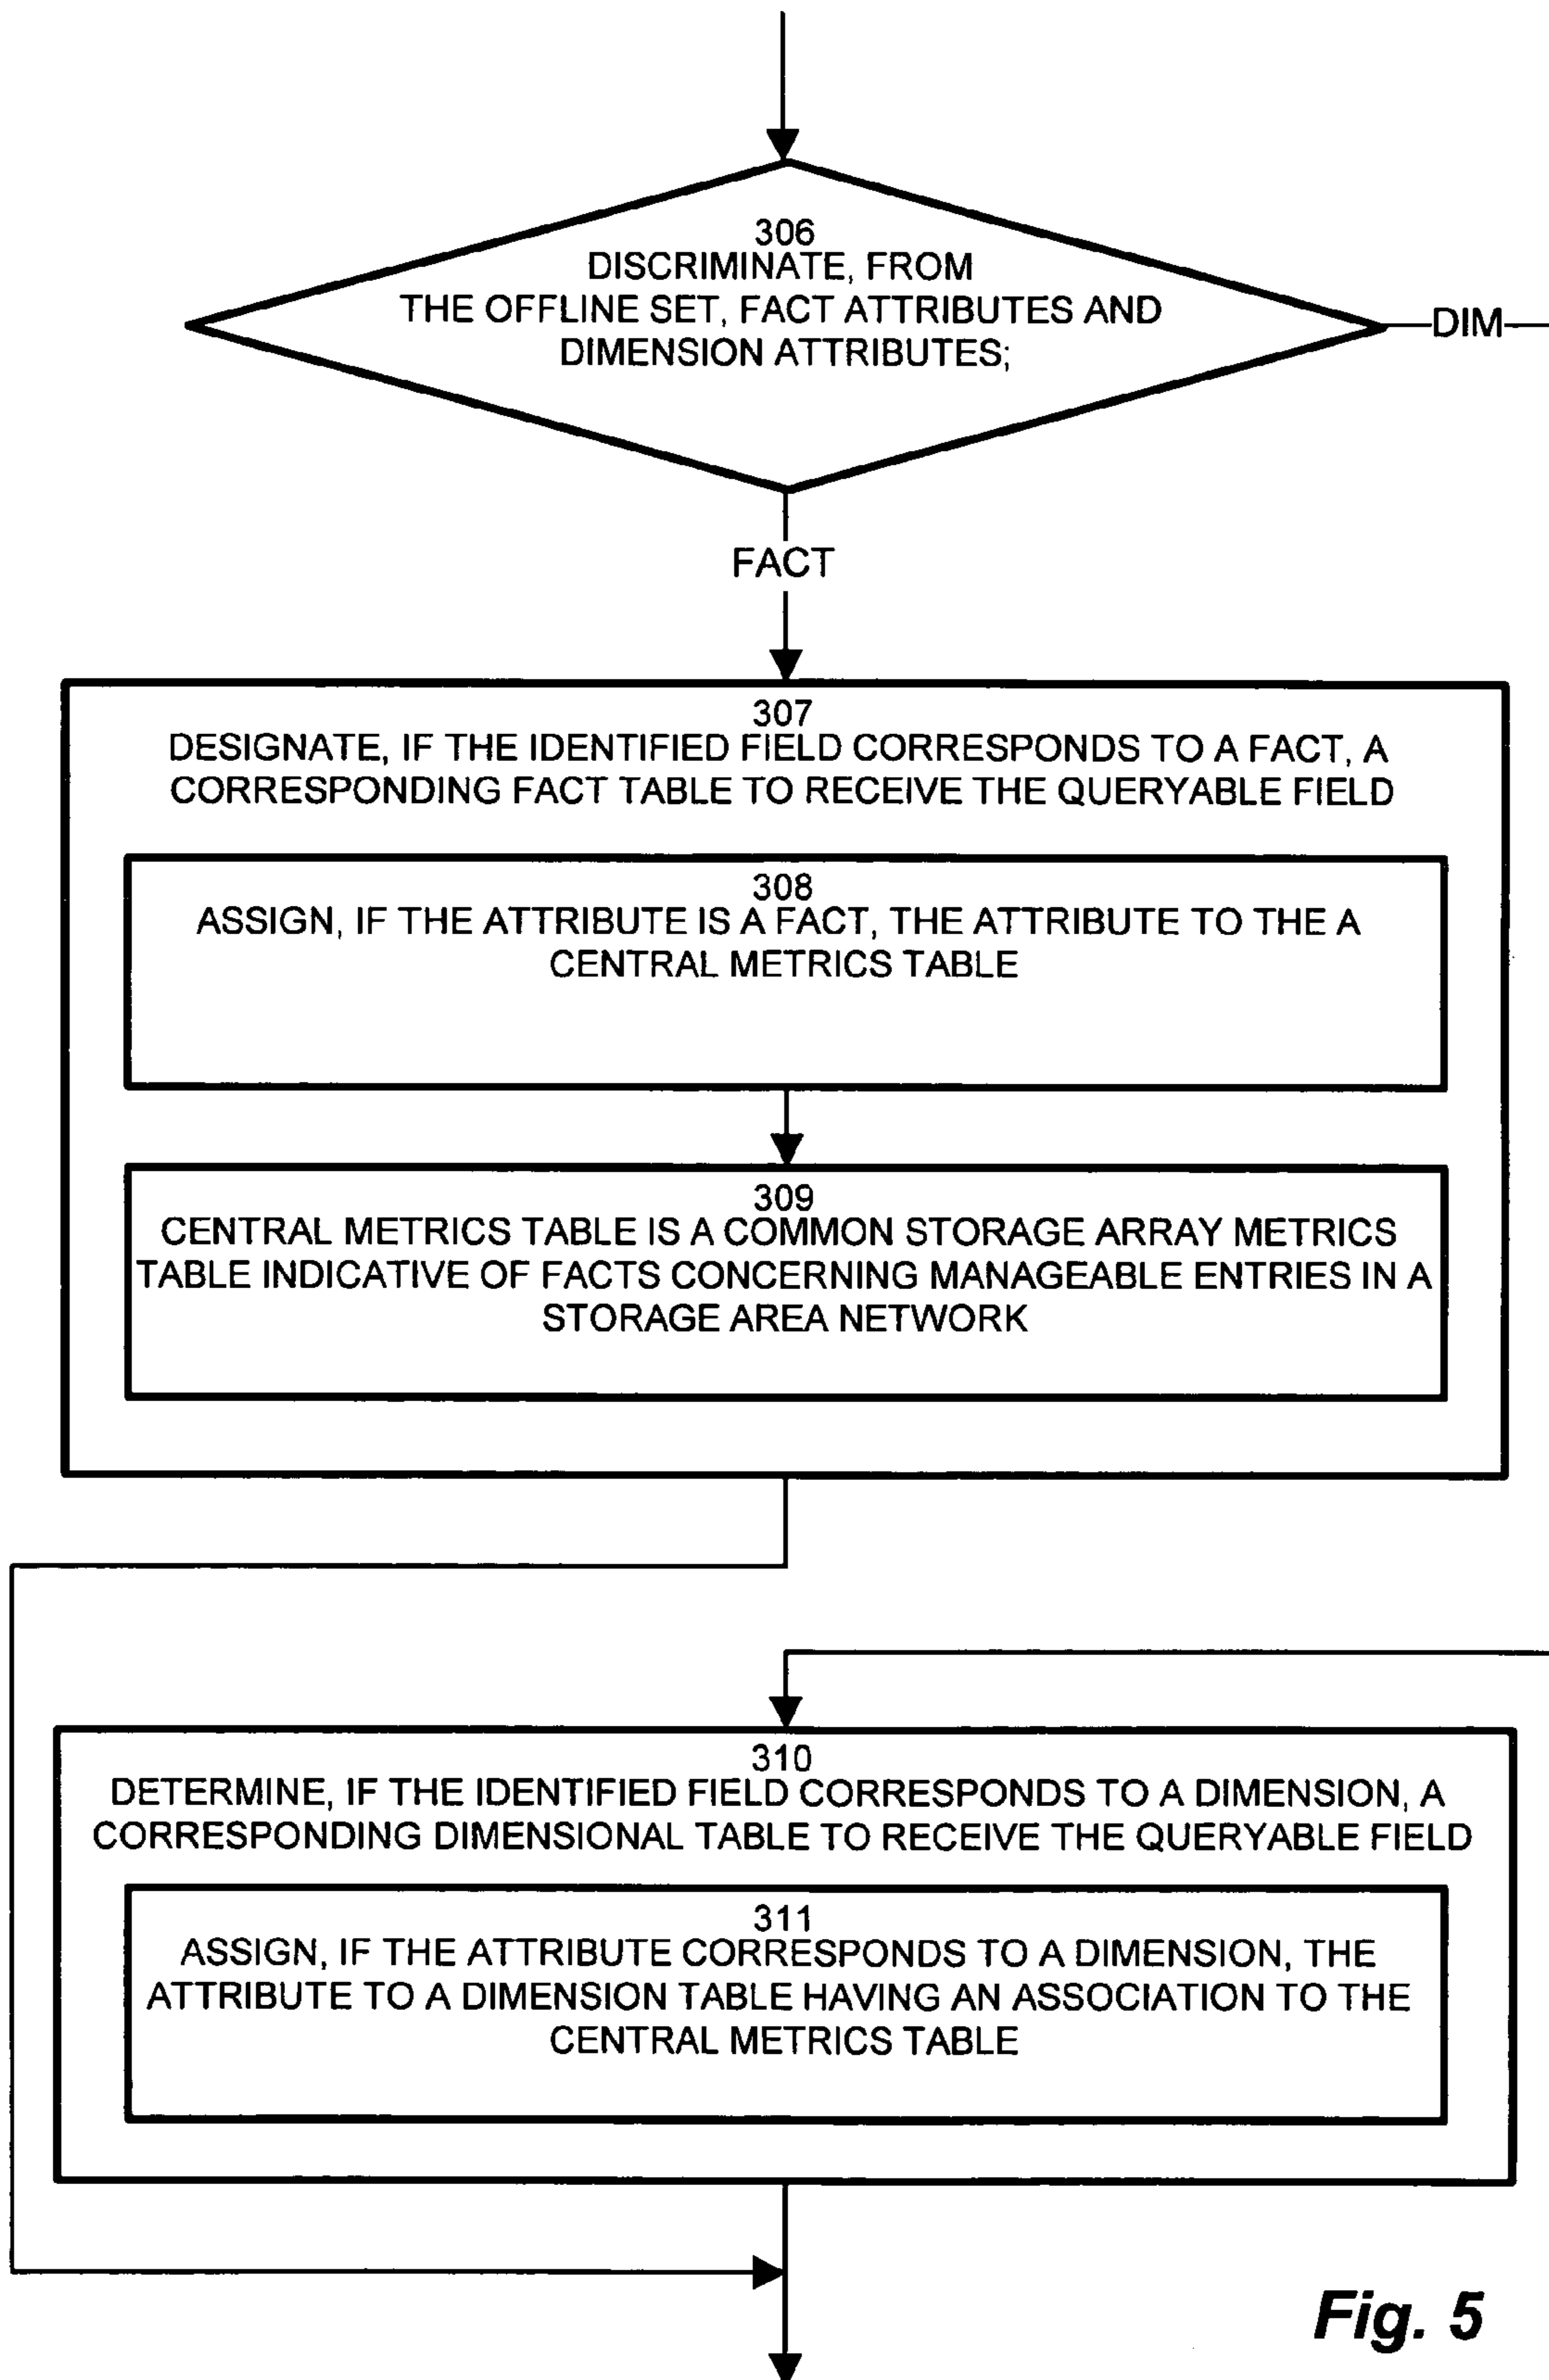 306
DISCRIMINATE, FROM
THE OFFLINE SET, FACT ATTRIBUTES AND
DIMENSION ATTRIBUTES;
DIM
FACT
307
DESIGNATE, IF THE IDENTIFIED FIELD CORRESPONDS TO A FACT, A
CORRESPONDING FACT TABLE TO RECEIVE THE QUERYABLE FIELD
308
ASSIGN, IF THE ATTRIBUTE IS A FACT, THE ATTRIBUTE TO THE A
CENTRAL METRICS TABLE
309
CENTRAL METRICS TABLE IS A COMMON STORAGE ARRAY METRICS
TABLE INDICATIVE OF FACTS CONCERNING MANAGEABLE ENTRIES IN A
STORAGE AREA NETWORK
310
DETERMINE, IF THE IDENTIFIED FIELD CORRESPONDS TO A DIMENSION, A
CORRESPONDING DIMENSIONAL TABLE TO RECEIVE THE QUERYABLE FIELD
311
ASSIGN, IF THE ATTRIBUTE CORRESPONDS TO A DIMENSION, THE
ATTRIBUTE TO A DIMENSION TABLE HAVING AN ASSOCIATION TO THE
CENTRAL METRICS TABLE
Fig. 5